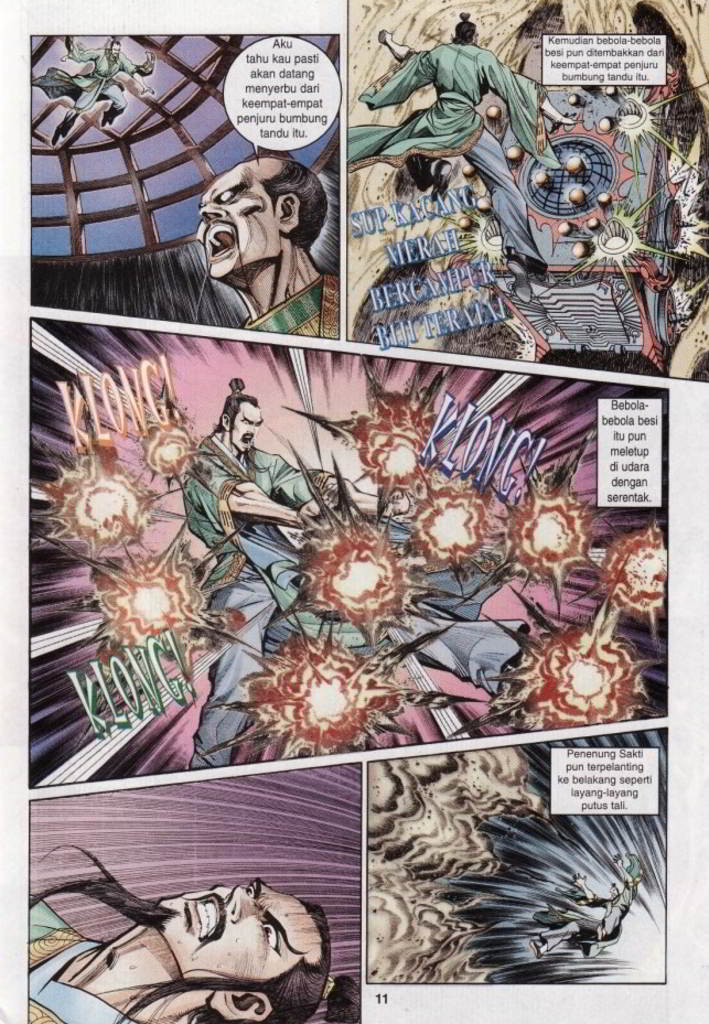 Aku
tahu kau pasti
akan datang
menyerbu dari
keempat-empat
penjuru bumbung
tandu itu.
Kemudian bebola-bebola
besi pun ditembakkan dari
keempat-empat penjuru
bumbung tandu itu.
SUP KACANG
MERAH
BERCAMPUR
BIJI TERATAI
KLONG!
KLONG!
Bebola-
bebola besi
itu pun
meletup
di udara
dengan
serentak.
KLONG!
Penenung Sakti
pun terpelanting
ke belakang seperti
layang-layang
putus tali.
11